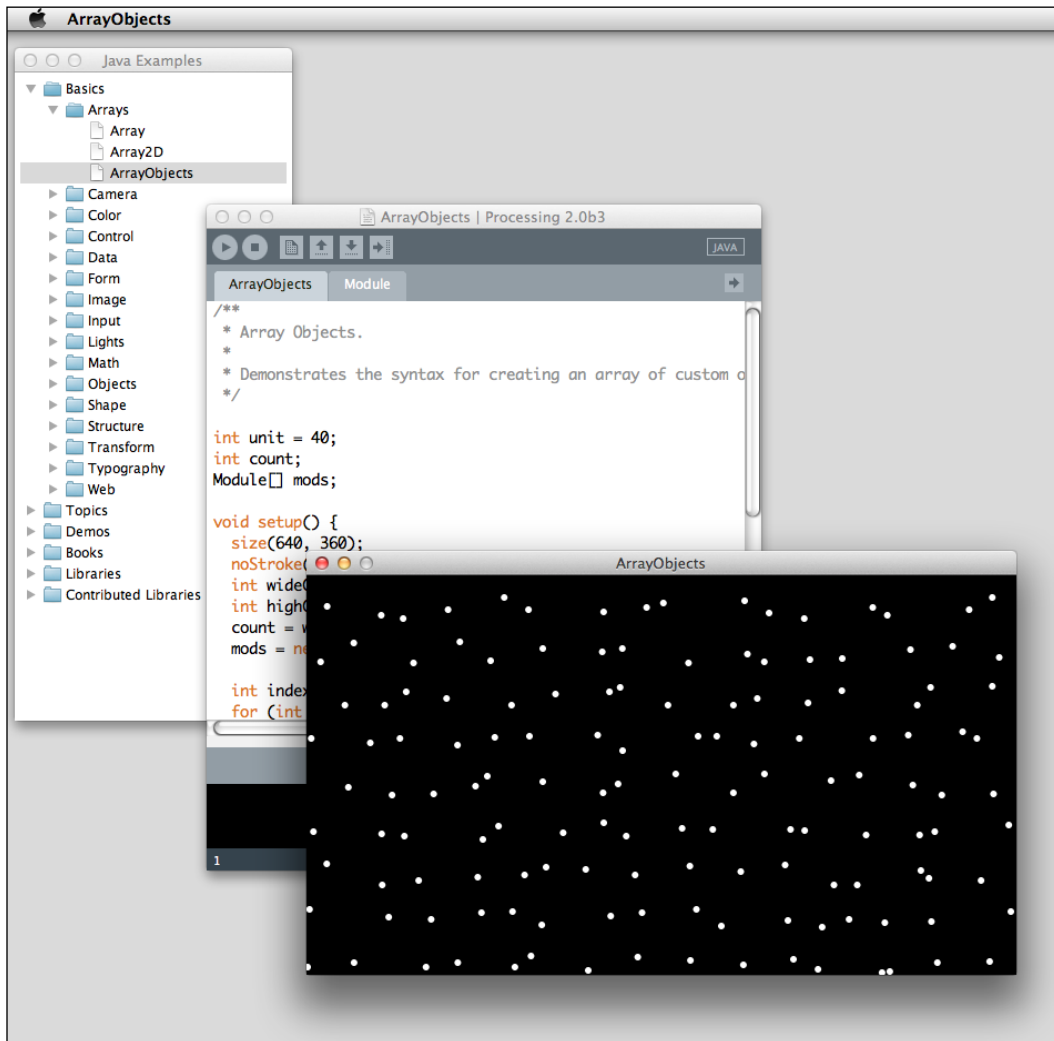 ArrayObjects
Java Examples
Basics
Arrays
Array
Array2D
ArrayObjects
Camera
Color
Control
Data
Form
Image
Input
Lights
Math
Objects
Shape
Structure
Transform
Typography
Web
Topics
Demos
Books
Libraries
Contributed Libraries
ArrayObjects | Processing 2.0b3
JAVA
ArrayObjects Module
/**
* Array Objects.
*
* Demonstrates the syntax for creating an array of custom o
*/
int unit = 40;
int count;
Module[] mods;
void setup() {
size(640, 360);
noStroke(
int wide
int high
count =
mods = ne
int index
for (int
1
ArrayObjects